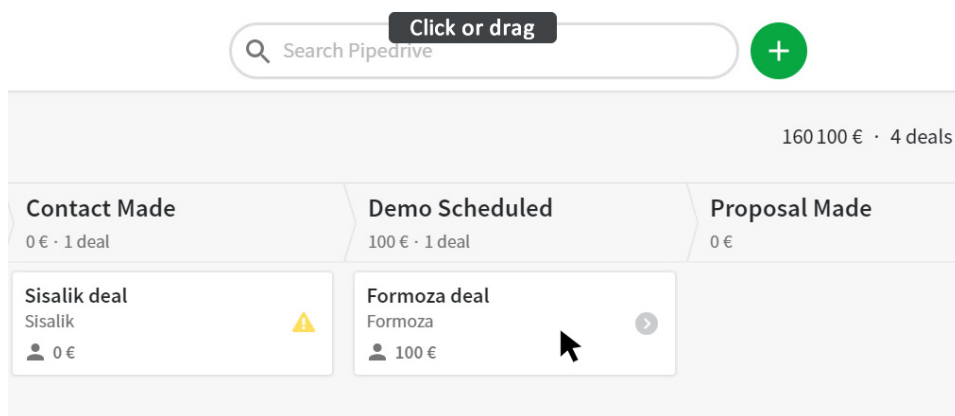 Click or drag
Search Pipedrive
160 100 € · 4 deals
Contact Made
0 € · 1 deal
Demo Scheduled
100 € · 1 deal
Proposal Made
0 €
Sisalik deal
Sisalik
0 €
Formoza deal
Formoza
100 €